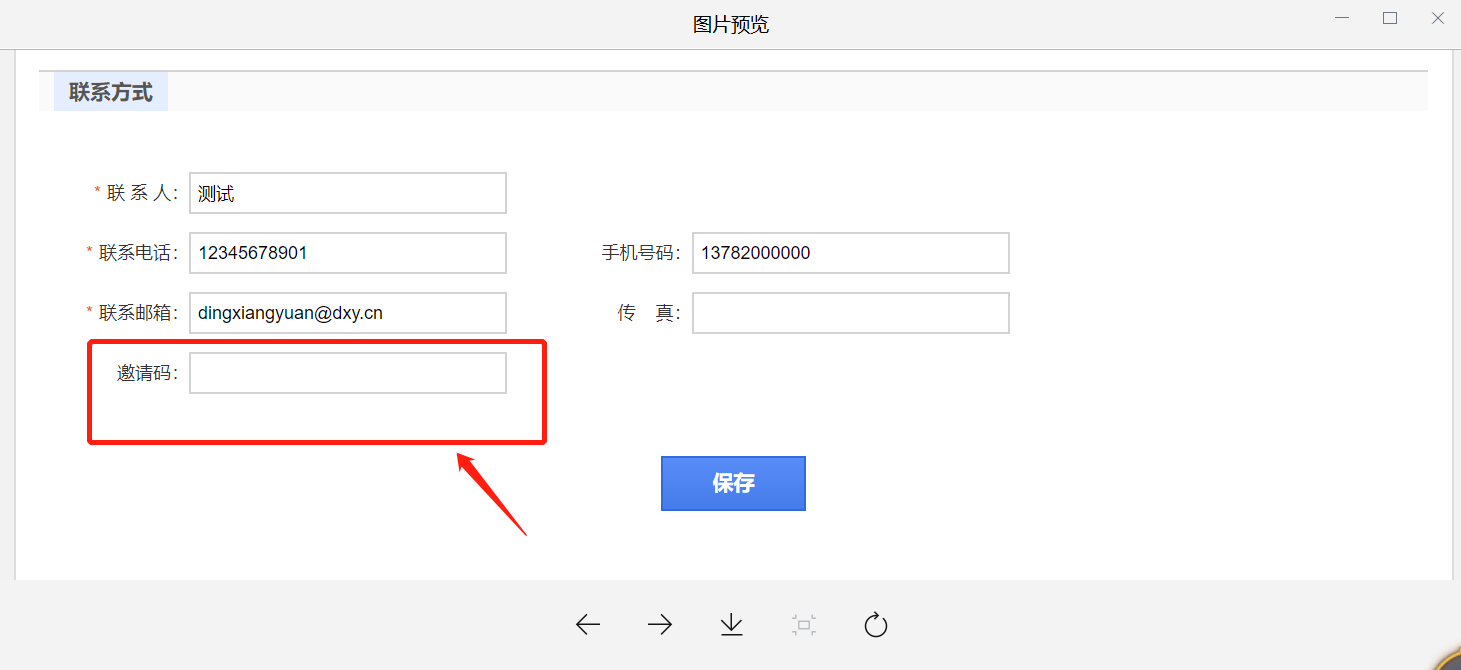 图片预览
联系方式
* 联 系 人： 测试
* 联系电话： 12345678901 手机号码： 13782000000
* 联系邮箱： dingxiangyuan@dxy.cn 传 真：
邀请码：
保存